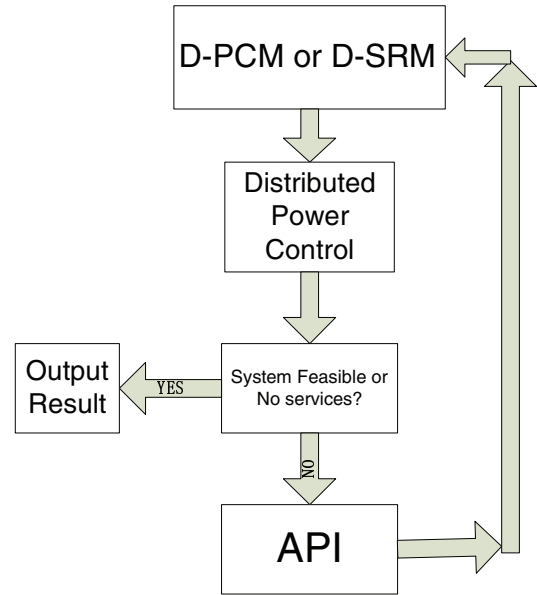 D-PCM or D-SRM
Distributed
Power
Control
System Feasible or
No services?
YES
Output
Result
NO
API